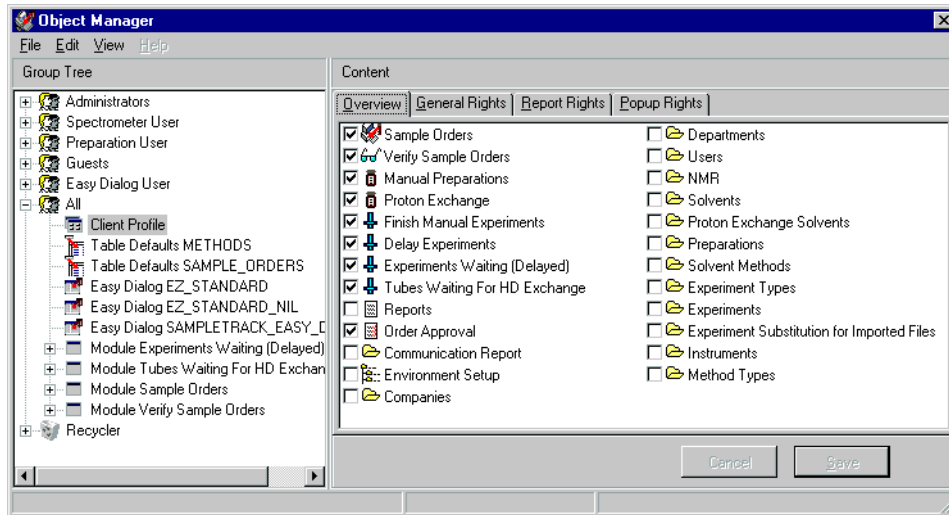 Object Manager
File Edit View Help
Group Tree
Content
Administrators
Spectrometer User
Preparation User
Guests
Easy Dialog User
All
Client Profile
Table Defaults METHODS
Table Defaults SAMPLE_ORDERS
Easy Dialog EZ_STANDARD
Easy Dialog EZ_STANDARD_NIL
Easy Dialog SAMPLETRACK_EASY_D
Module Experiments Waiting (Delayed)
Module Tubes Waiting For HD Exchan
Module Sample Orders
Module Verify Sample Orders
Recycler
Overview General Rights Report Rights Popup Rights
Sample Orders
Verify Sample Orders
Manual Preparations
Proton Exchange
Finish Manual Experiments
Delay Experiments
Experiments Waiting (Delayed)
Tubes Waiting For HD Exchange
Reports
Order Approval
Communication Report
Environment Setup
Companies
Departments
Users
NMR
Solvents
Proton Exchange Solvents
Preparations
Solvent Methods
Experiment Types
Experiments
Experiment Substitution for Imported Files
Instruments
Method Types
Cancel Save